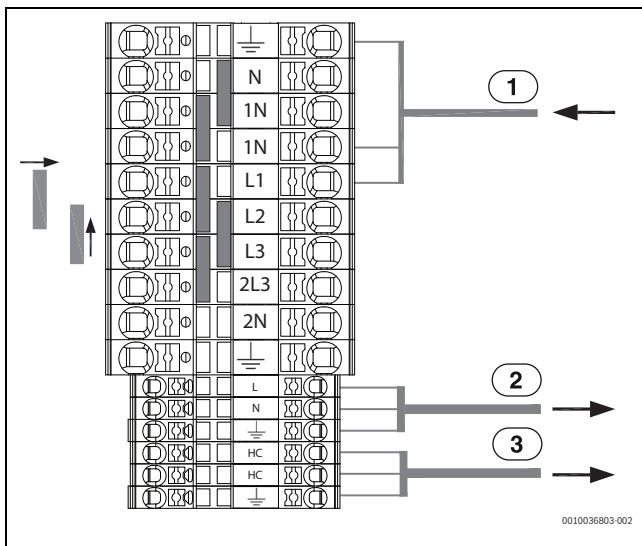 ⏚
N
1
1N
1N
L1
L2
L3
2L3
2N
⏚
L
2
N
⏚
3
HC
HC
⏚
0010036803-002